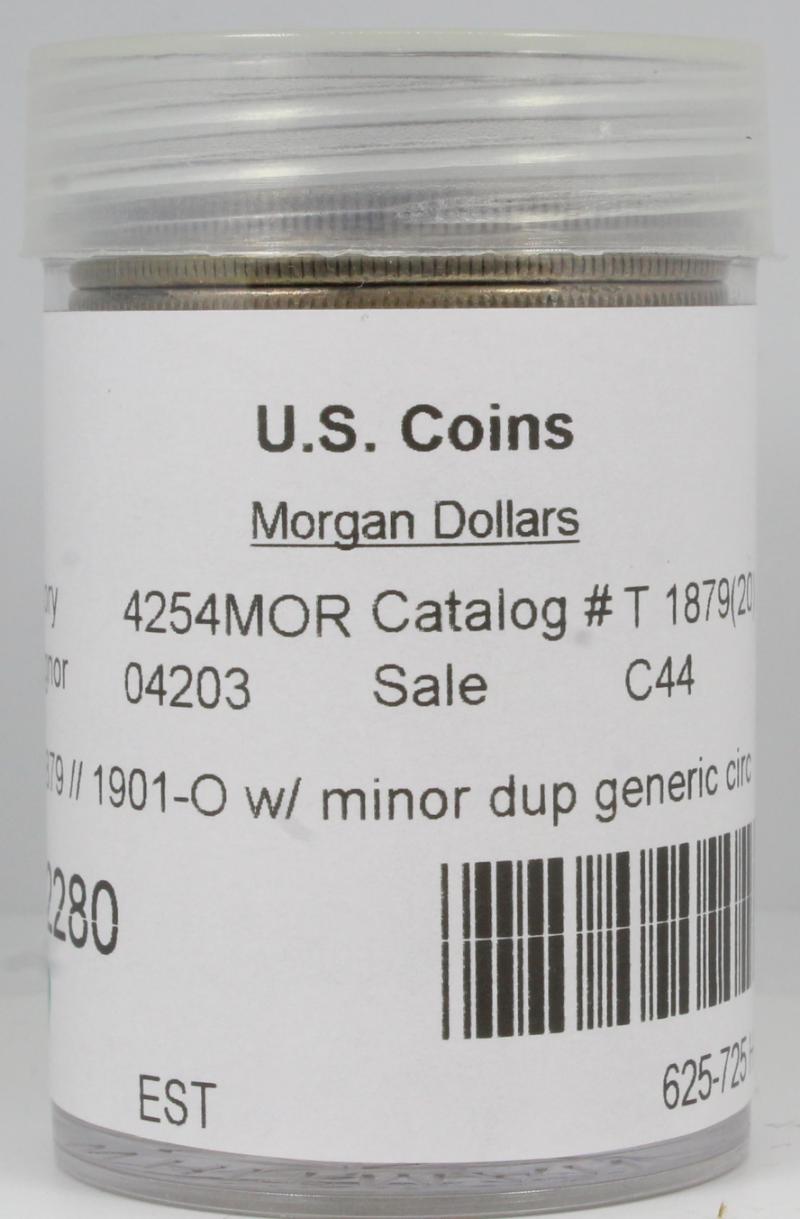 U.S. Coins
Morgan Dollars
4254MOR Catalog # T 1879(20
04203 Sale C44
79 // 1901-O w/ minor dup generic circ
2280
625-725
EST